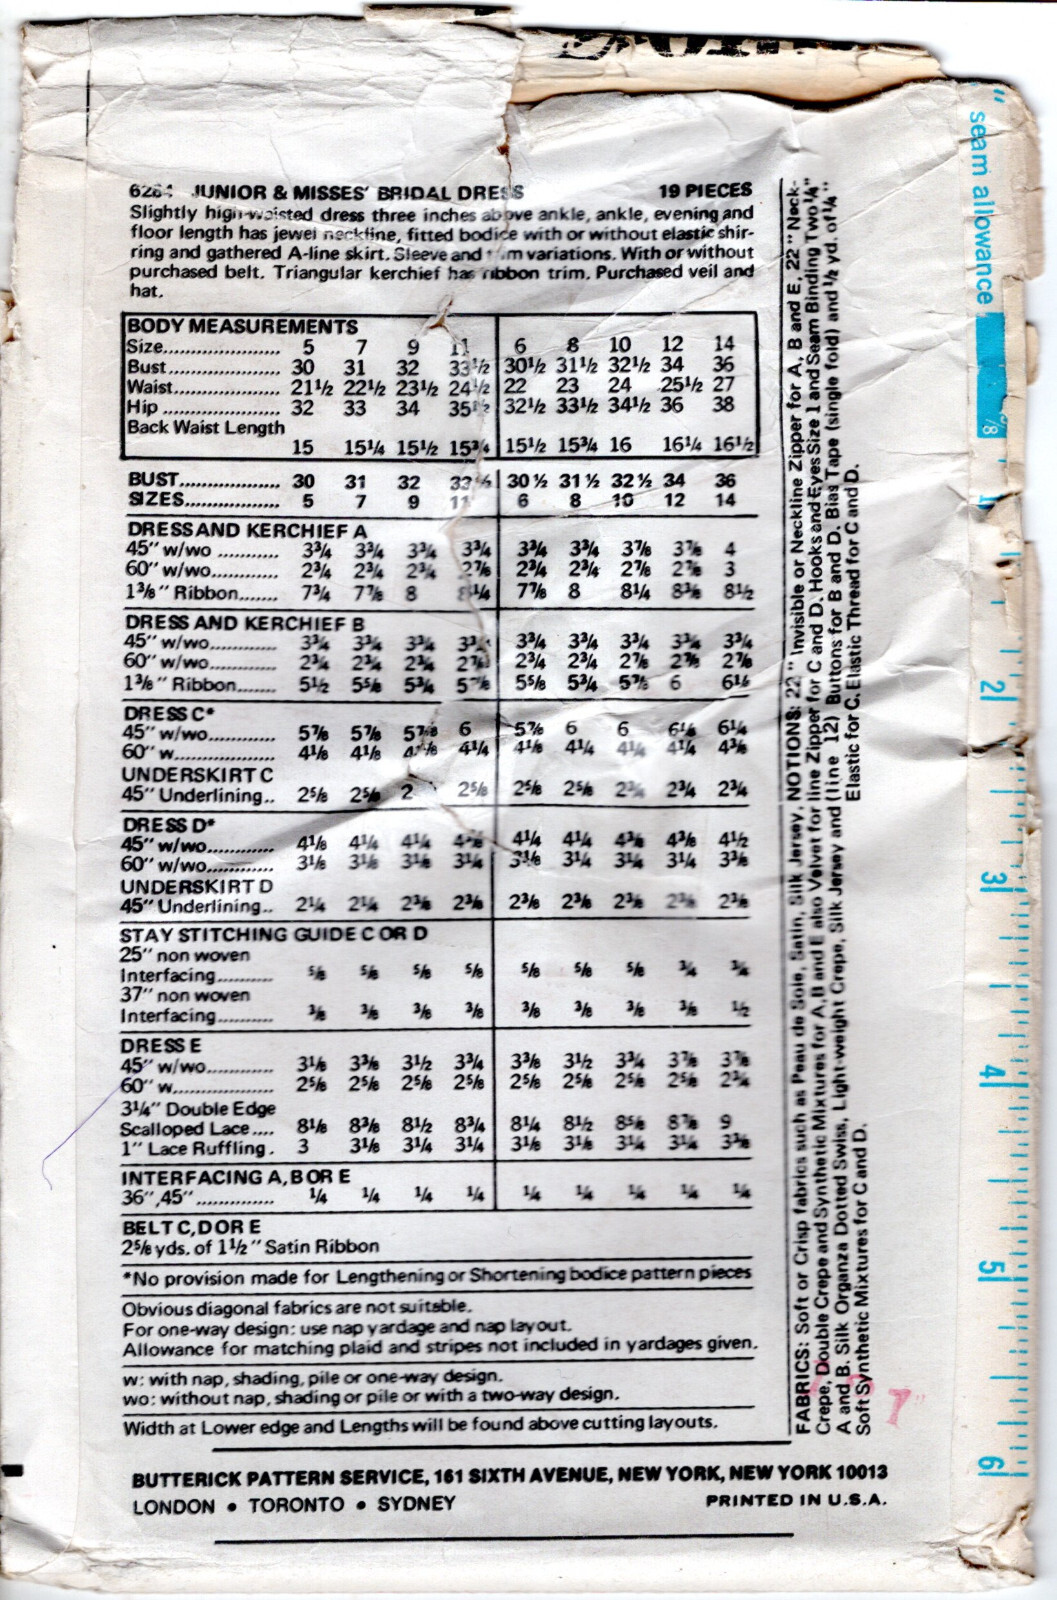 JUNIOR & MISSES' BRIDAL DRESS 19 PIECES
Slightly high-waisted dress three inches above ankle, ankle, evening and
floor length has jewel neckline, fitted bodice with or without elastic shir-
ring and gathered A-line skirt. Sleeve and trim variations. With or without
purchased belt. Triangular kerchief has ribbon trim. Purchased veil and
hat.
BODY MEASUREMENTS
Size...................... 5 7 9 11 6 8 10 12 14
Bust..................... 30 31 32 33½ 30½ 31½ 32½ 34 36
Waist.................... 21½ 22½ 23½ 24½ 22 23 24 25½ 27
Hip ...................... 32 33 34 35½ 32½ 33½ 34½ 36 38
Back Waist Length
15 15¼ 15½ 15¾ 15½ 15¾ 16 16¼ 16½
BUST................... 30 31 32 33½ 30½ 31½ 32½ 34 36
SIZES.................. 5 7 9 11 6 8 10 12 14
DRESS AND KERCHIEF A
45" w/wo ............ 3¾ 3¾ 3¾ 3¾ 3¾ 3¾ 3⅞ 3⅞ 4
60" w/wo............. 2¾ 2¾ 2¾ 2⅞ 2¾ 2¾ 2⅞ 2⅞ 3
1⅜" Ribbon....... 7¾ 7⅞ 8 8¼ 7⅞ 8 8¼ 8⅜ 8½
DRESS AND KERCHIEF B
45" w/wo.............. 3¾ 3¾ 3¾ 3¾ 3¾ 3¾ 3¾ 3¾ 3¾
60" w/wo............. 2¾ 2¾ 2¾ 2⅞ 2¾ 2¾ 2⅞ 2⅞ 2⅞
1⅜" Ribbon....... 5½ 5⅝ 5¾ 5⅞ 5⅝ 5¾ 5⅞ 6 6⅛
DRESS C*
45" w/wo............. 5⅞ 5⅞ 5⅞ 6 5⅞ 6 6 6⅛ 6¼
60" w................... 4⅛ 4⅛ 4⅛ 4¼ 4⅛ 4¼ 4¼ 4¼ 4⅜
UNDERSKIRT C
45" Underlining.. 2⅝ 2⅝ 2 2⅝ 2⅝ 2⅝ 2¾ 2¾ 2¾
DRESS D*
45" w/wo............. 4⅛ 4¼ 4¼ 4¼ 4¼ 4⅜ 4⅜ 4½
60" w/wo............. 3⅛ 3⅛ 3⅛ 3¼ 3⅛ 3¼ 3¼ 3¼ 3⅜
UNDERSKIRT D
45" Underlining.. 2¼ 2¼ 2⅜ 2⅜ 2⅜ 2⅜ 2⅜ 2⅜ 2⅜
STAY STITCHING GUIDE C OR D
25" non woven
Interfacing........... ⅝ ⅝ ⅝ ⅝ ⅝ ⅝ ⅝ ¾ ¾
37" non woven
Interfacing........... ⅜ ⅜ ⅜ ⅜ ⅜ ⅜ ⅜ ⅜ ½
DRESS E
45" w/wo............. 3⅛ 3⅜ 3½ 3¾ 3⅜ 3½ 3¾ 3⅞ 3⅞
60" w................... 2⅝ 2⅝ 2⅝ 2⅝ 2⅝ 2⅝ 2⅝ 2⅝ 2¾
3¼" Double Edge
Scalloped Lace .... 8⅛ 8⅜ 8½ 8¾ 8¼ 8½ 8⅝ 8⅞ 9
1" Lace Ruffling . 3 3⅛ 3¼ 3¼ 3⅛ 3⅛ 3¼ 3¼ 3⅜
INTERFACING A, B OR E
36", 45".............. ¼ ¼ ¼ ¼ ¼ ¼ ¼ ¼ ¼
BELT C, D OR E
2⅝ yds. of 1½" Satin Ribbon
*No provision made for Lengthening or Shortening bodice pattern pieces
Obvious diagonal fabrics are not suitable.
For one-way design: use nap yardage and nap layout.
Allowance for matching plaid and stripes not included in yardages given.
w: with nap, shading, pile or one-way design.
wo: without nap, shading or pile or with a two-way design.
Width at Lower edge and Lengths will be found above cutting layouts.
BUTTERICK PATTERN SERVICE, 161 SIXTH AVENUE, NEW YORK, NEW YORK 10013
LONDON • TORONTO • SYDNEY PRINTED IN U.S.A.
FABRICS: Soft or Crisp fabrics such as Peau de Soie, Satin, Silk Jersey, NOTIONS: 22" Invisible or Neckline Zipper for A, B and E, 22" Neck-
Crepe, Double Crepe and Synthetic Mixtures for A, B and E also Velvet for line Zipper for C and D. Hooks and Eyes Size 1 and Seam Binding Two ¼"
A and B. Silk Organza Dotted Swiss, Light-weight Crepe, Silk Jersey and (line 12) Buttons for B and D. Bias Tape (single fold) and ½ yd. of ¼"
Soft Synthetic Mixtures for C and D. Elastic for C. Elastic Thread for C and D.
" seam allowance
1
2
3
4
5
6
7"